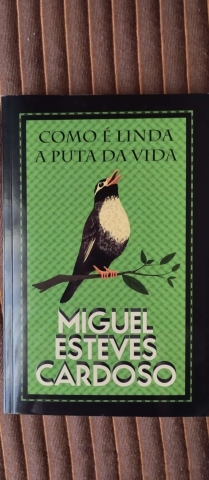 COMO É LINDA
A PUTA DA VIDA
MIGUEL
ESTEVES
CARDOSO